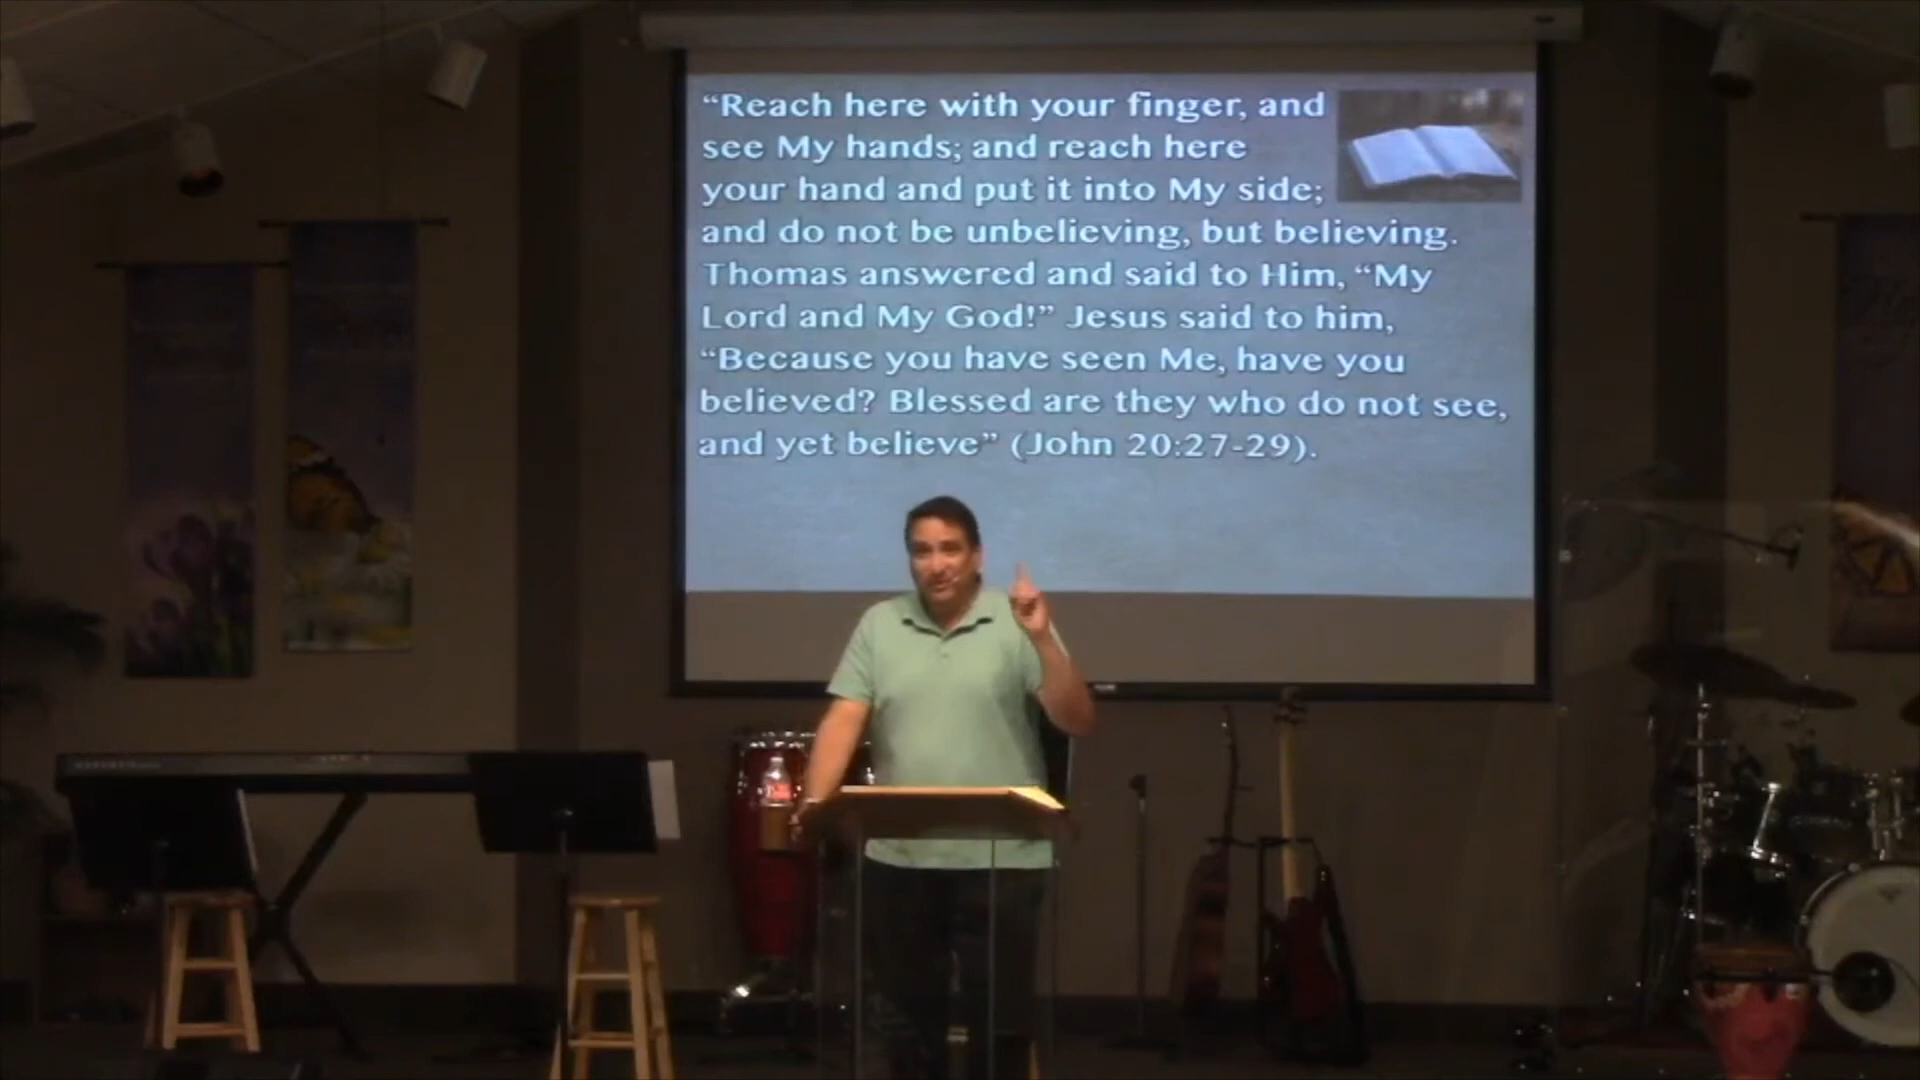 “Reach here with your finger, and
see My hands; and reach here
your hand and put it into My side;
and do not be unbelieving, but believing.
Thomas answered and said to Him, “My
Lord and My God!” Jesus said to him,
“Because you have seen Me, have you
believed? Blessed are they who do not see,
and yet believe” (John 20:27-29).